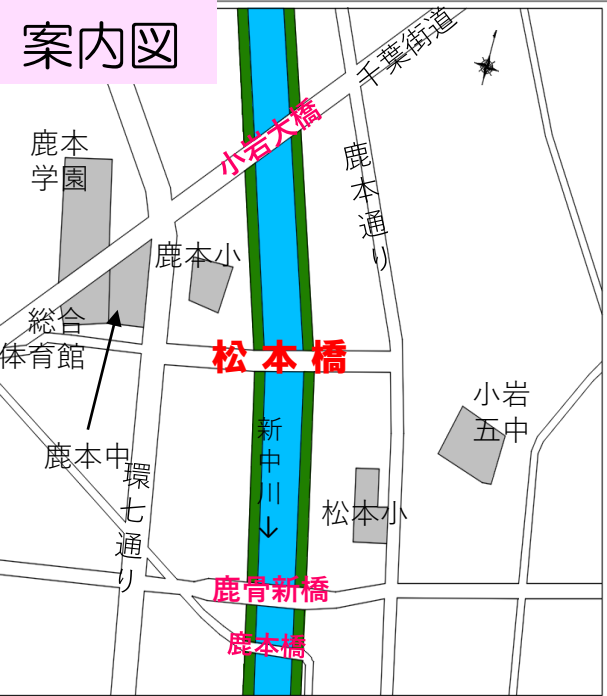 案内図
千葉街道
小岩大橋
鹿本
学園
鹿本通り
鹿本小
総合
体育館
松本橋
小岩
五中
新中川↓
鹿本中
環七通り
松本小
鹿骨新橋
鹿本橋